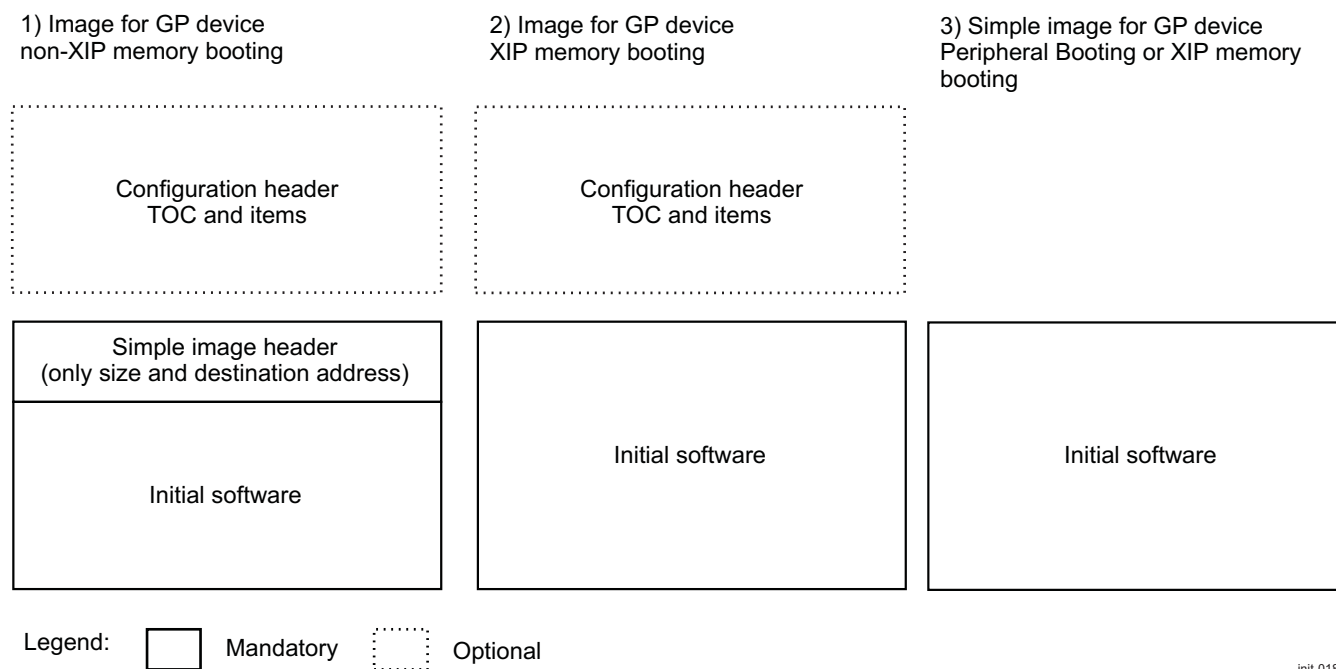 1) Image for GP device
non-XIP memory booting
2) Image for GP device
XIP memory booting
3) Simple image for GP device
Peripheral Booting or XIP memory
booting
Configuration header
TOC and items
Configuration header
TOC and items
Simple image header
(only size and destination address)
Initial software
Initial software
Initial software
Legend:
Mandatory
Optional
init-018